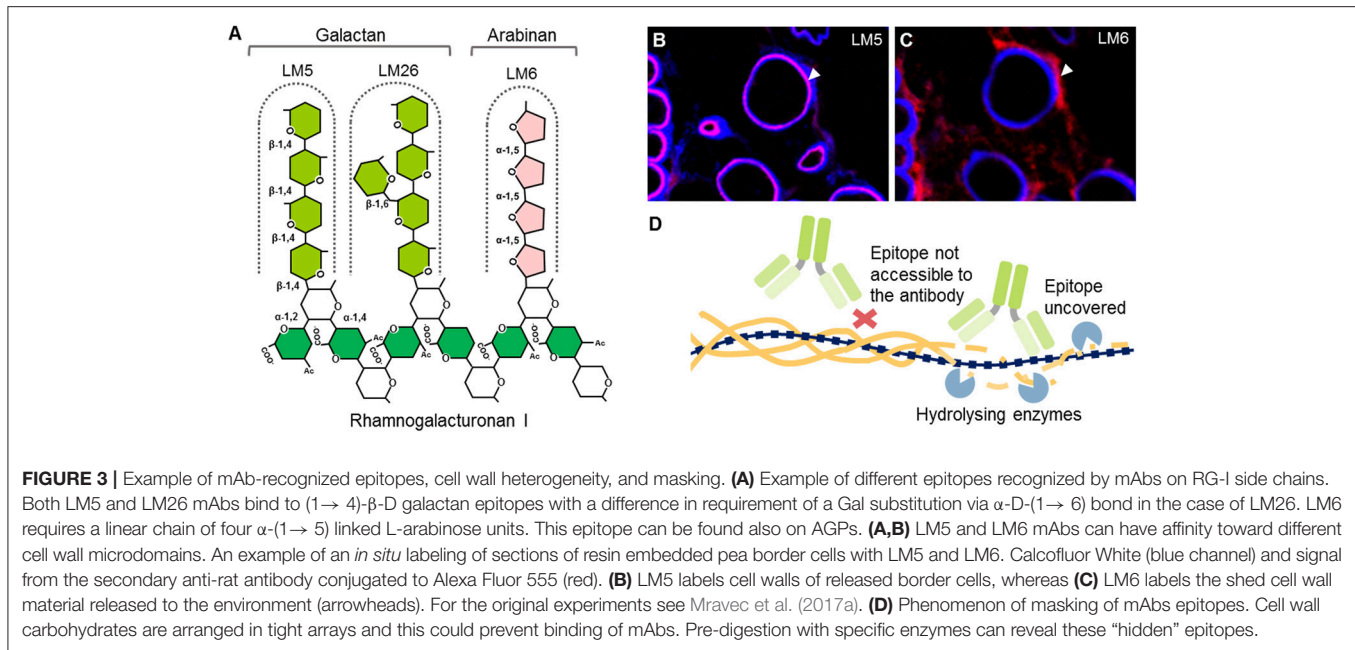 A
Galactan
Arabinan
LM5
LM26
LM6
β-1,4
β-1,4
β-1,4
β-1,4
β-1,6
α-1,5
α-1,5
α-1,5
α-1,2
α-1,4
COO
Ac
COO
Ac
COO
Ac
COO
COO
Ac
COO
Ac
O
Rhamnogalacturonan I
B
LM5
C
LM6
D
Epitope not
accessible to
the antibody
Epitope
uncovered
Hydrolysing enzymes
FIGURE 3 | Example of mAb-recognized epitopes, cell wall heterogeneity, and masking. (A) Example of different epitopes recognized by mAbs on RG-I side chains.
Both LM5 and LM26 mAbs bind to (1→ 4)-β-D galactan epitopes with a difference in requirement of a Gal substitution via α-D-(1→ 6) bond in the case of LM26. LM6
requires a linear chain of four α-(1→ 5) linked L-arabinose units. This epitope can be found also on AGPs. (A,B) LM5 and LM6 mAbs can have affinity toward different
cell wall microdomains. An example of an in situ labeling of sections of resin embedded pea border cells with LM5 and LM6. Calcofluor White (blue channel) and signal
from the secondary anti-rat antibody conjugated to Alexa Fluor 555 (red). (B) LM5 labels cell walls of released border cells, whereas (C) LM6 labels the shed cell wall
material released to the environment (arrowheads). For the original experiments see Mravec et al. (2017a). (D) Phenomenon of masking of mAbs epitopes. Cell wall
carbohydrates are arranged in tight arrays and this could prevent binding of mAbs. Pre-digestion with specific enzymes can reveal these “hidden” epitopes.